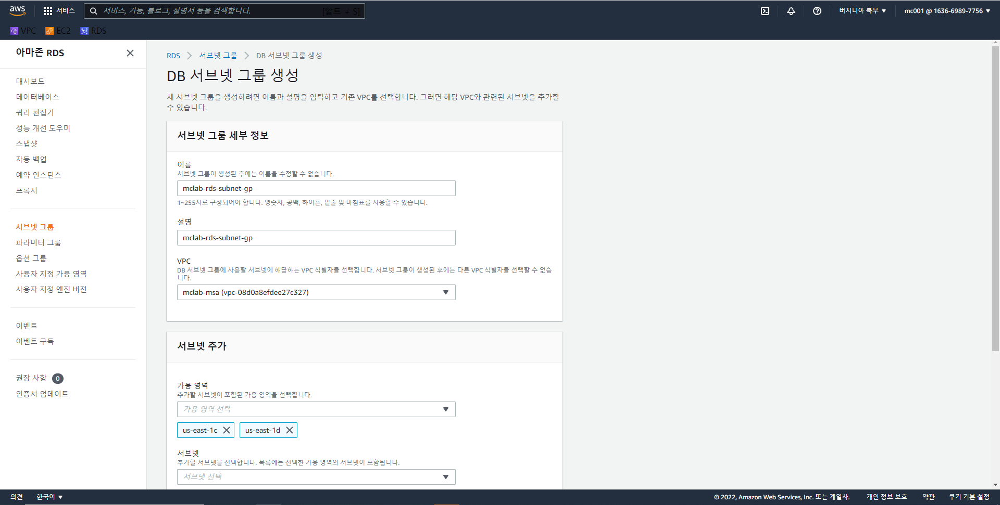 aws 서비스 서비스, 기능, 블로그, 설명서 등을 검색합니다. [알트 + S] 버지니아 북부 mc001 @ 1636-6989-7756
VPC EC2 RDS
아마존 RDS
대시보드
데이터베이스
쿼리 편집기
성능 개선 도우미
스냅샷
자동 백업
예약 인스턴스
프록시
서브넷 그룹
파라미터 그룹
옵션 그룹
사용자 지정 가용 영역
사용자 지정 엔진 버전
이벤트
이벤트 구독
권장 사항 0
인증서 업데이트
RDS 서브넷 그룹 DB 서브넷 그룹 생성
DB 서브넷 그룹 생성
새 서브넷 그룹을 생성하려면 이름과 설명을 입력하고 기존 VPC를 선택합니다. 그러면 해당 VPC와 관련된 서브넷을 추가할
수 있습니다.
서브넷 그룹 세부 정보
이름
서브넷 그룹이 생성된 후에는 이름을 수정할 수 없습니다.
mclab-rds-subnet-gp
1~255자로 구성되어야 합니다. 영숫자, 공백, 하이픈, 밑줄 및 마침표를 사용할 수 있습니다.
설명
mclab-rds-subnet-gp
VPC
DB 서브넷 그룹에 사용할 서브넷에 해당하는 VPC 식별자를 선택합니다. 서브넷 그룹이 생성된 후에는 다른 VPC 식별자를 선택할 수 없습
니다.
mclab-msa (vpc-08d0a8efdee27c327)
서브넷 추가
가용 영역
추가할 서브넷이 포함된 가용 영역을 선택합니다.
가용 영역 선택
us-east-1c us-east-1d
서브넷
추가할 서브넷을 선택합니다. 목록에는 선택한 가용 영역의 서브넷이 포함됩니다.
서브넷 선택
의견 한국어 © 2022, Amazon Web Services, Inc. 또는 계열사. 개인 정보 보호 약관 쿠키 기본 설정